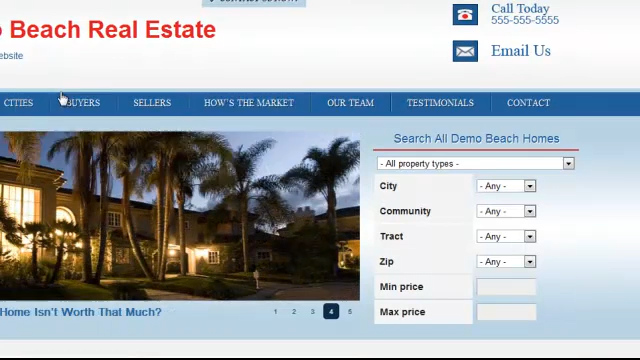 Beach Real Estate
ebsite
Call Today
555-555-5555
Email Us
CITIES BUYERS SELLERS HOW'S THE MARKET OUR TEAM TESTIMONIALS CONTACT
Search All Demo Beach Homes
- All property types -
City - Any -
Community - Any -
Tract - Any -
Zip - Any -
Min price
Max price
Home Isn't Worth That Much?
1 2 3 4 5